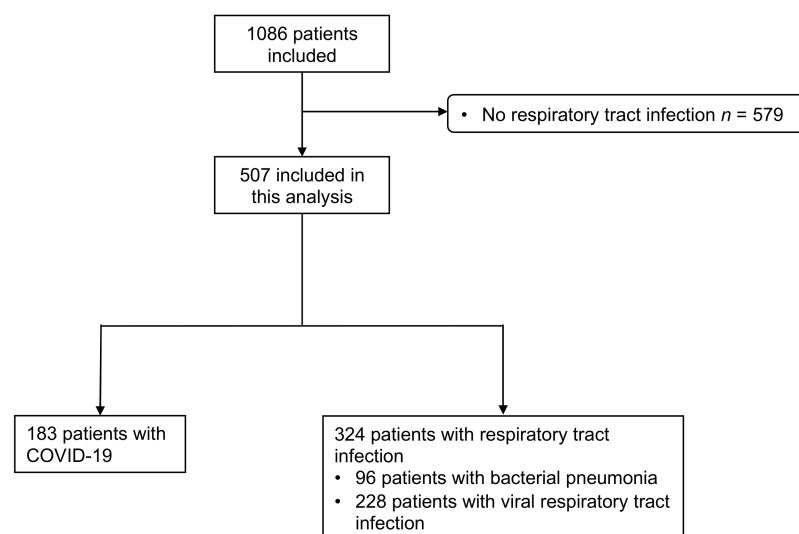 1086 patients
included
• No respiratory tract infection n = 579
507 included in
this analysis
183 patients with
COVID-19
324 patients with respiratory tract
infection
• 96 patients with bacterial pneumonia
• 228 patients with viral respiratory tract
infection